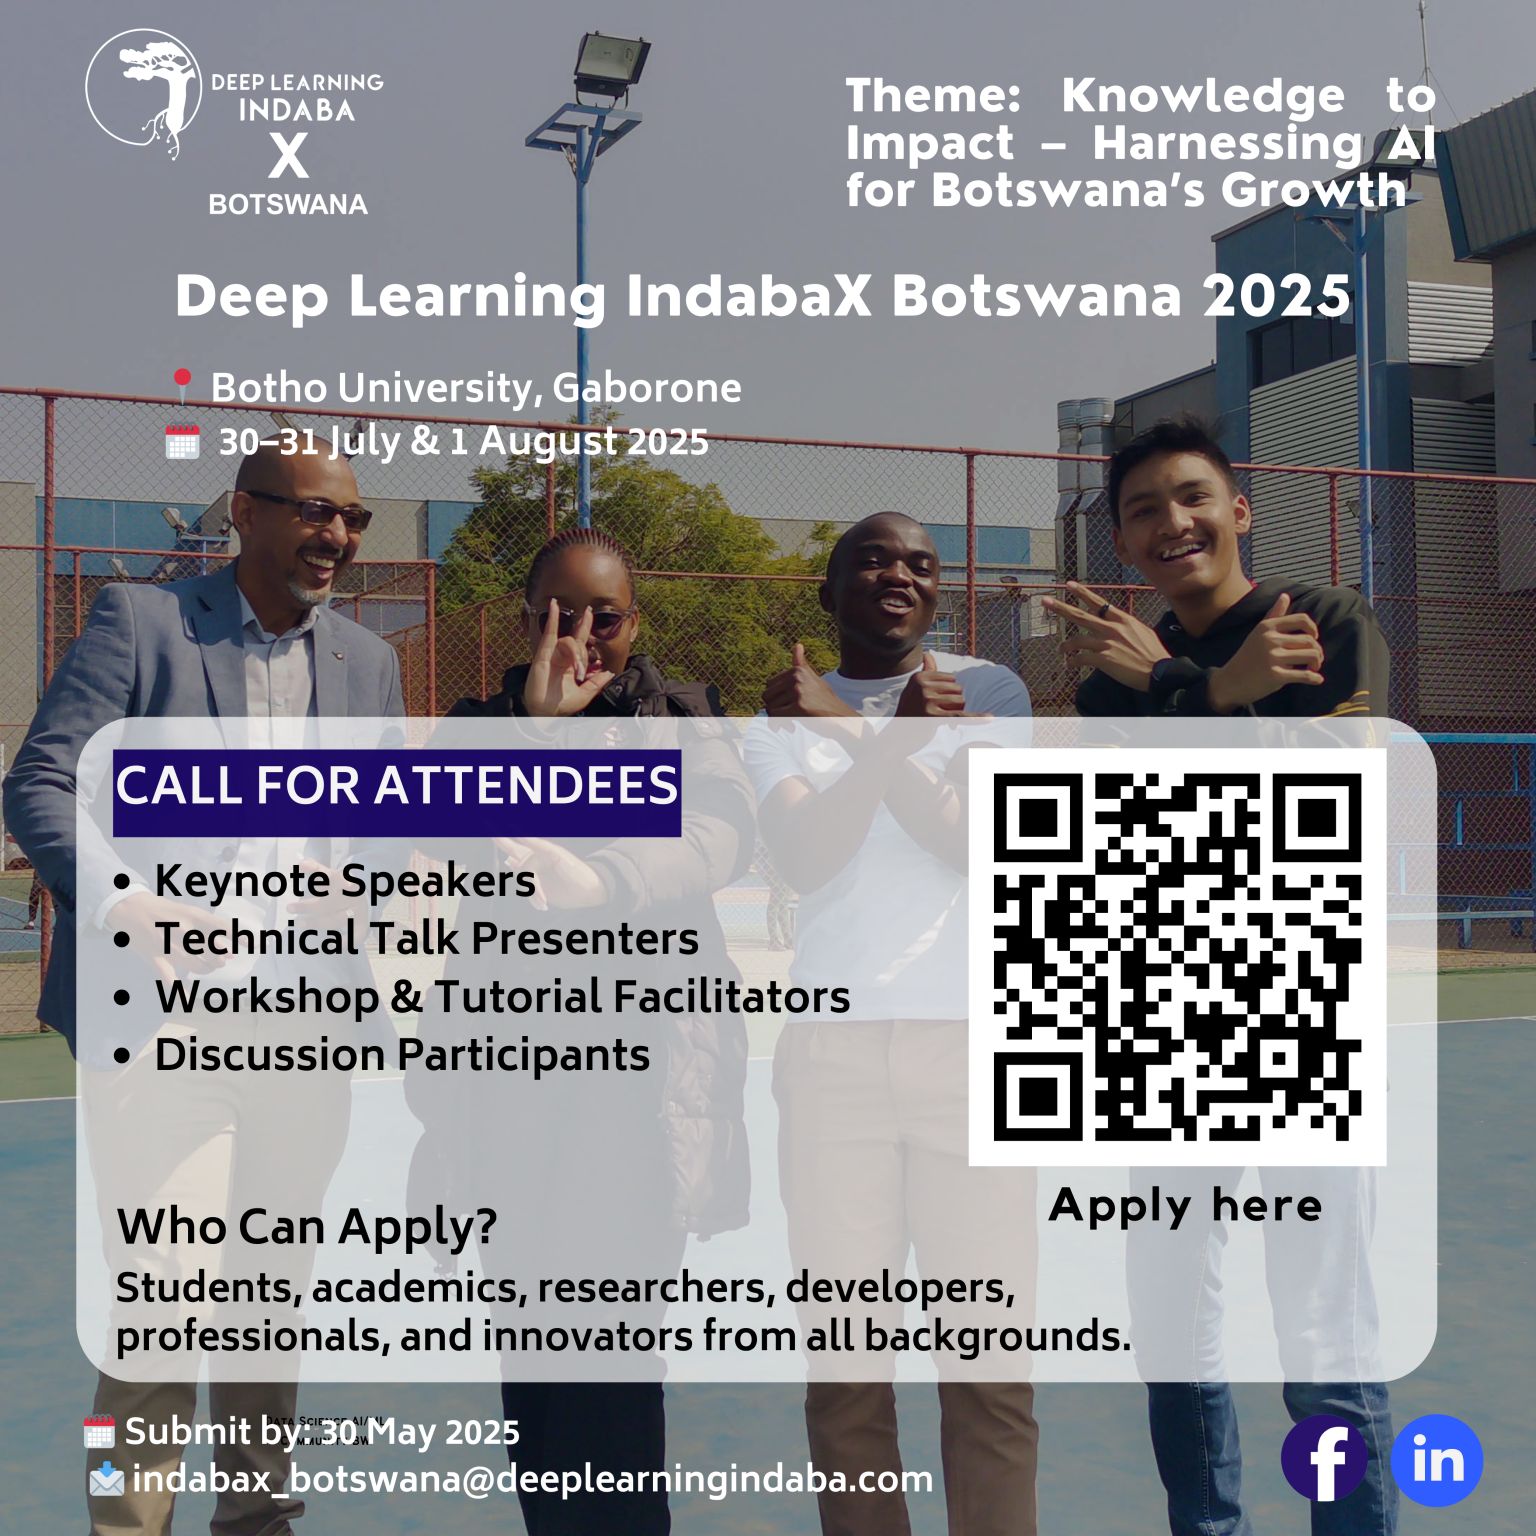 DEEP LEARNING
INDABA
X
BOTSWANA
Theme: Knowledge to
Impact – Harnessing AI
for Botswana's Growth
Deep Learning IndabaX Botswana 2025
Botho University, Gaborone
30–31 July & 1 August 2025
CALL FOR ATTENDEES
• Keynote Speakers
• Technical Talk Presenters
• Workshop & Tutorial Facilitators
• Discussion Participants
Apply here
Who Can Apply?
Students, academics, researchers, developers,
professionals, and innovators from all backgrounds.
Data Science AI/
Submit by: 30 May 2025
indabax_botswana@deeplearningindaba.com
f
in